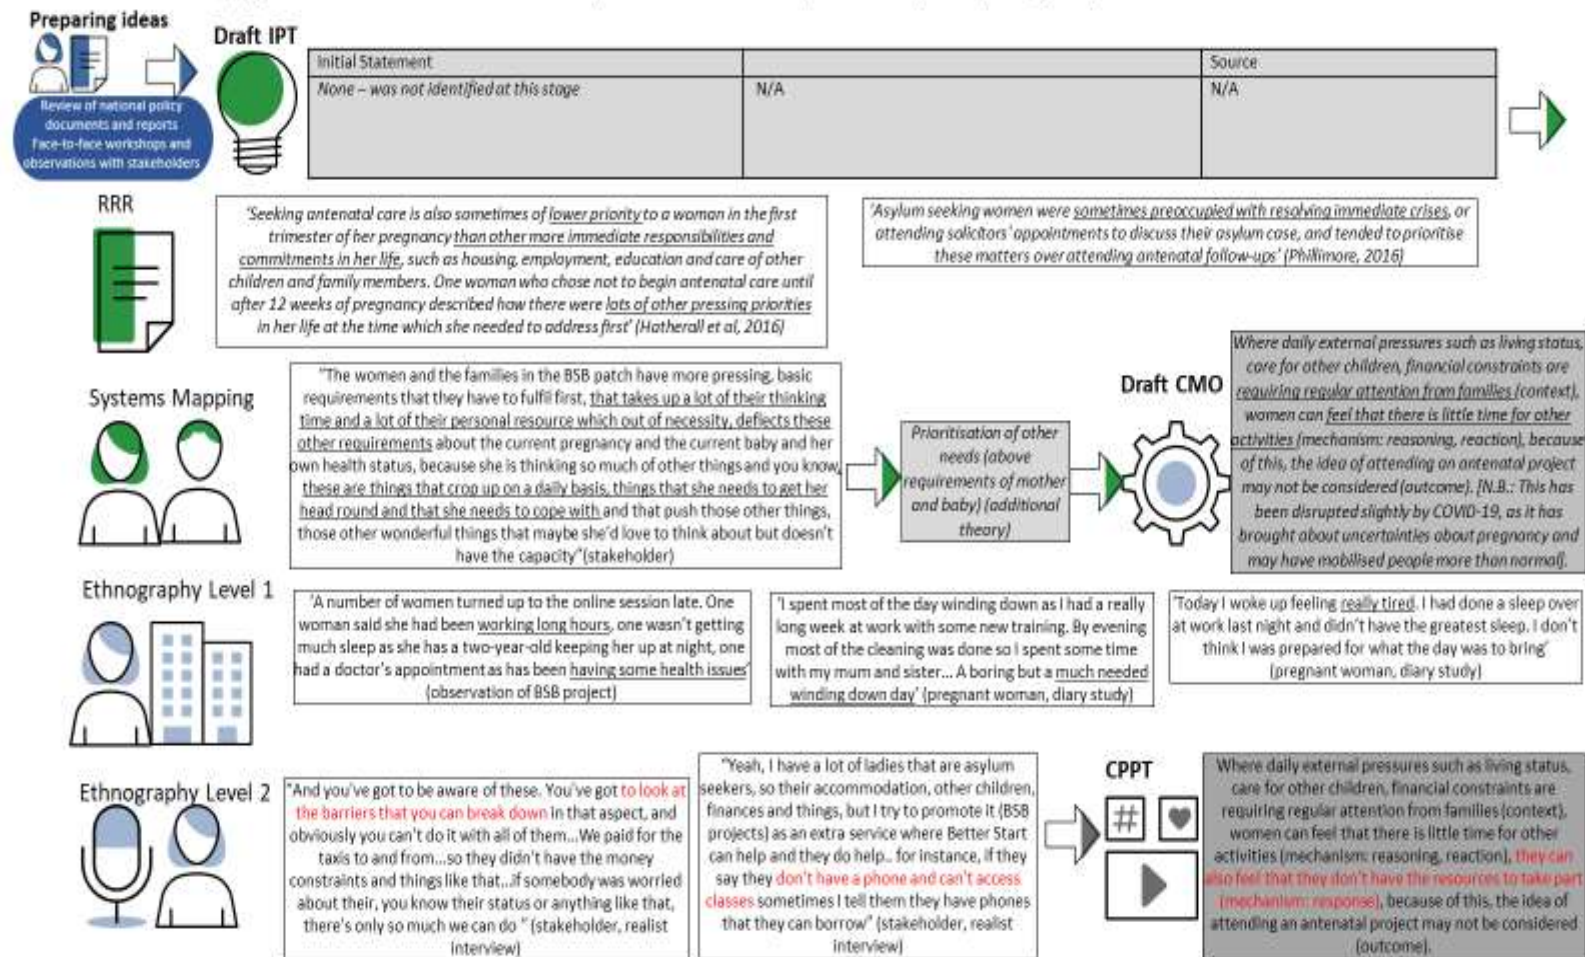 Preparing ideas
Review of national policy
documents and reports
Face-to-face workshops and
observations with stakeholders
Draft IPT
Initial Statement
Source
None – was not identified at this stage
N/A
N/A
RRR
'Seeking antenatal care is also sometimes of lower priority to a woman in the first
trimester of her pregnancy than other more immediate responsibilities and
commitments in her life, such as housing, employment, education and care of other
children and family members. One woman who chose not to begin antenatal care until
after 12 weeks of pregnancy described how there were lots of other pressing priorities
in her life at the time which she needed to address first' (Hatherall et al, 2016)
'Asylum seeking women were sometimes preoccupied with resolving immediate crises, or
attending solicitors' appointments to discuss their asylum case, and tended to prioritise
these matters over attending antenatal follow-ups' (Phillimore, 2016)
Systems Mapping
"The women and the families in the BSB patch have more pressing, basic
requirements that they have to fulfil first, that takes up a lot of their thinking
time and a lot of their personal resource which out of necessity, deflects these
other requirements about the current pregnancy and the current baby and her
own health status, because she is thinking so much of other things and you know,
these are things that crop up on a daily basis, things that she needs to get her
head round and that she needs to cope with and that push those other things,
those other wonderful things that maybe she'd love to think about but doesn't
have the capacity" (stakeholder)
Prioritisation of other
needs (above
requirements of mother
and baby) (additional
theory)
Draft CMO
Where daily external pressures such as living status,
care for other children, financial constraints are
requiring regular attention from families (context),
women can feel that there is little time for other
activities (mechanism: reasoning, reaction), because
of this, the idea of attending an antenatal project
may not be considered (outcome). [N.B.: This has
been disrupted slightly by COVID-19, as it has
brought about uncertainties about pregnancy and
may have mobilised people more than normal].
Ethnography Level 1
'A number of women turned up to the online session late. One
woman said she had been working long hours, one wasn't getting
much sleep as she has a two-year-old keeping her up at night, one
had a doctor's appointment as has been having some health issues'
(observation of BSB project)
'I spent most of the day winding down as I had a really
long week at work with some new training. By evening
most of the cleaning was done so I spent some time
with my mum and sister... A boring but a much needed
winding down day' (pregnant woman, diary study)
'Today I woke up feeling really tired. I had done a sleep over
at work last night and didn't have the greatest sleep. I don't
think I was prepared for what the day was to bring'
(pregnant woman, diary study)
Ethnography Level 2
"And you've got to be aware of these. You've got to look at
the barriers that you can break down in that aspect, and
obviously you can't do it with all of them...We paid for the
taxis to and from...so they didn't have the money
constraints and things like that...if somebody was worried
about their, you know their status or anything like that,
there's only so much we can do " (stakeholder, realist
interview)
"Yeah, I have a lot of ladies that are asylum
seekers, so their accommodation, other children,
finances and things, but I try to promote it (BSB
projects) as an extra service where Better Start
can help and they do help.. for instance, if they
say they don't have a phone and can't access
classes sometimes I tell them they have phones
that they can borrow" (stakeholder, realist
interview)
CPPT
#
Where daily external pressures such as living status,
care for other children, financial constraints are
requiring regular attention from families (context),
women can feel that there is little time for other
activities (mechanism: reasoning, reaction), they can
also feel that they don't have the resources to take part
(mechanism: response), because of this, the idea of
attending an antenatal project may not be considered
(outcome).